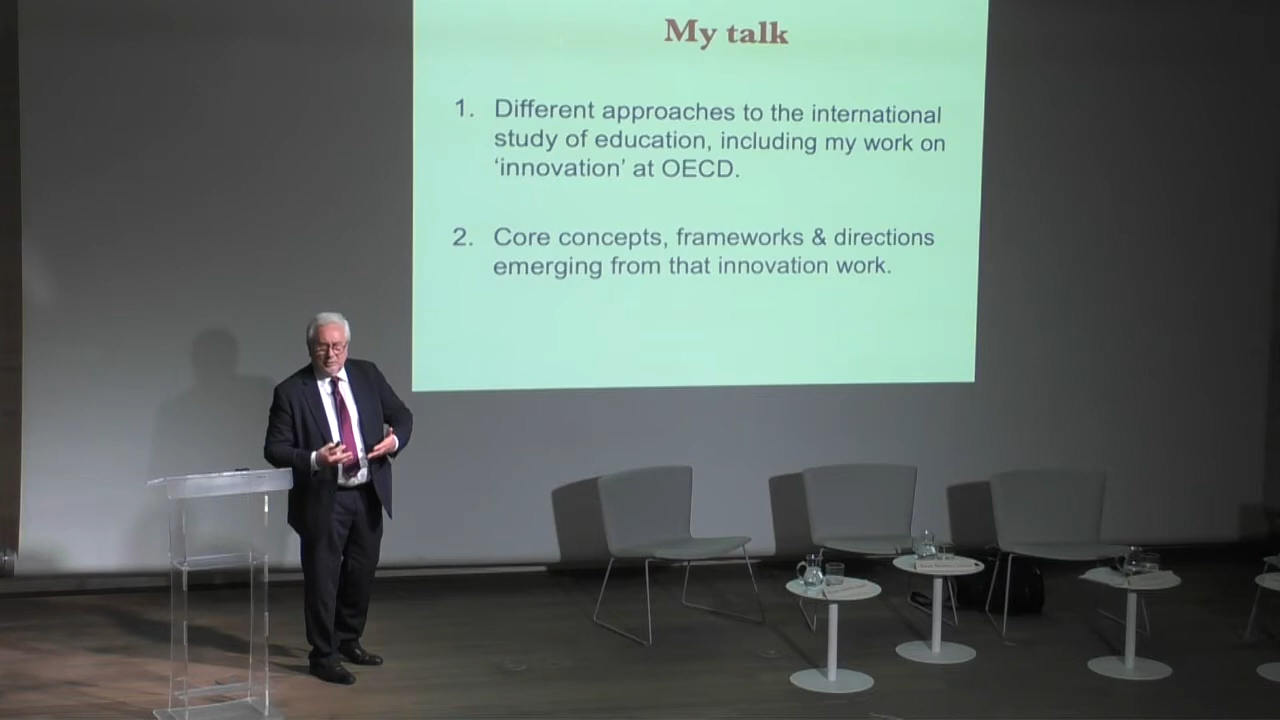 My talk
1. Different approaches to the international
study of education, including my work on
‘innovation’ at OECD.
2. Core concepts, frameworks & directions
emerging from that innovation work.